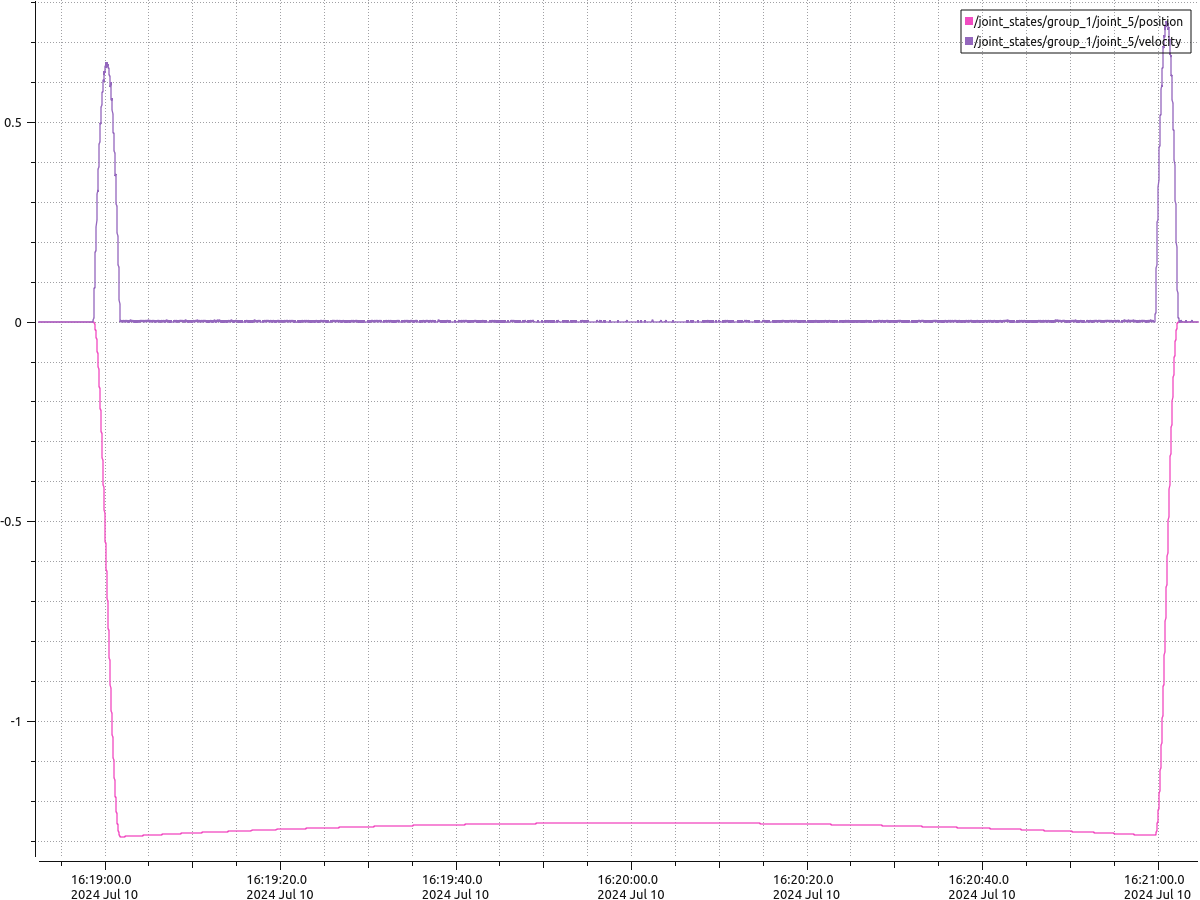 /joint_states/group_1/joint_5/position
/joint_states/group_1/joint_5/velocity
0.5
0
-0.5
-1
16:19:00.0
2024 Jul 10
16:19:20.0
2024 Jul 10
16:19:40.0
2024 Jul 10
16:20:00.0
2024 Jul 10
16:20:20.0
2024 Jul 10
16:20:40.0
2024 Jul 10
16:21:00.0
2024 Jul 10